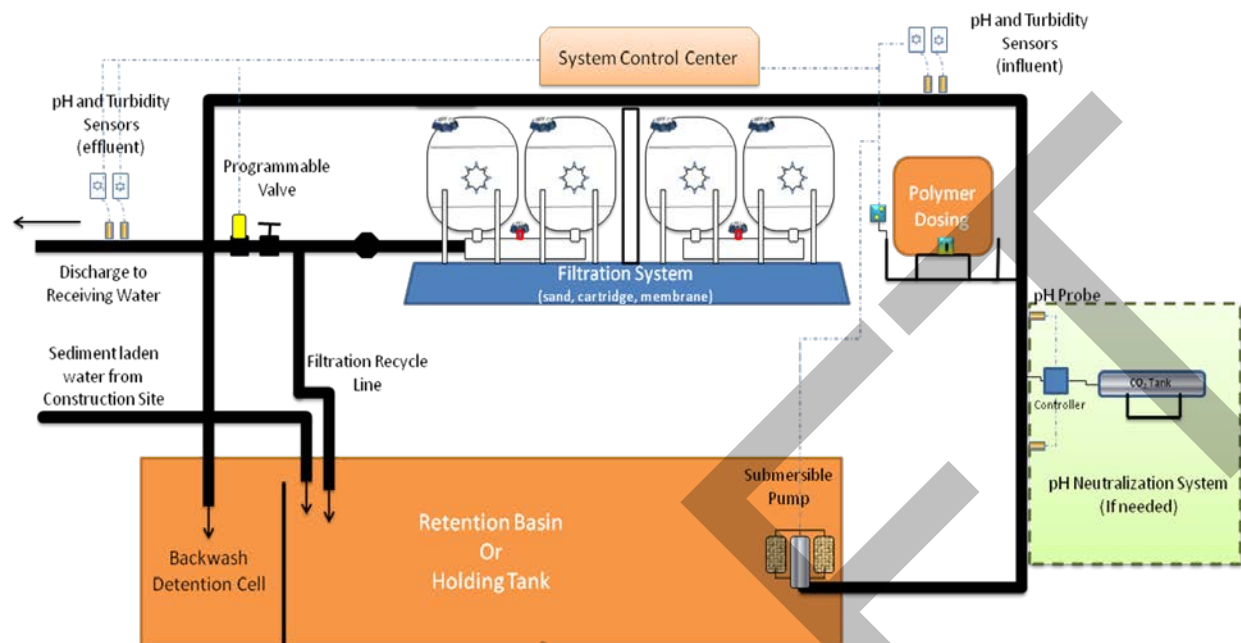 pH and Turbidity
Sensors
(influent)
System Control Center
pH and Turbidity
Sensors
(effluent)
Programmable
Valve
Polymer
Dosing
Discharge to
Receiving Water
Filtration System
(sand, cartridge, membrane)
pH Probe
Sediment laden
water from
Construction Site
Filtration Recycle
Line
CO₂ Tank
Controller
Submersible
Pump
pH Neutralization System
(If needed)
Retention Basin
Or
Holding Tank
Backwash
Detention Cell